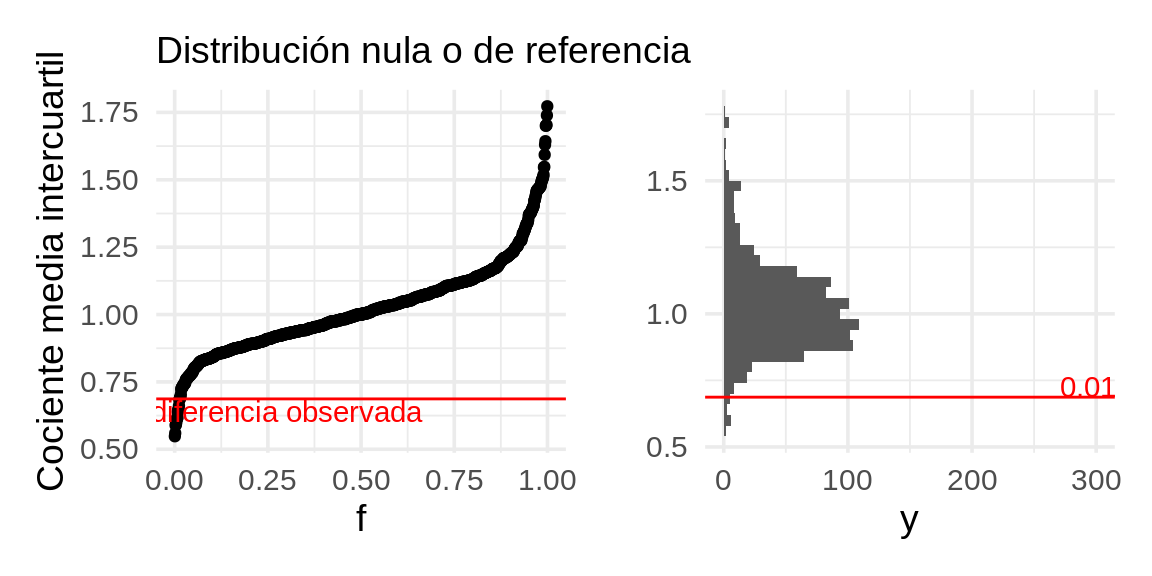 Distribución nula o de referencia
Cociente media intercuartil
1.75
1.50
1.25
1.00
0.75
0.50
diferencia observada
0.00 0.25 0.50 0.75 1.00
f
1.5
1.0
0.5
0.01
0 100 200 300
y